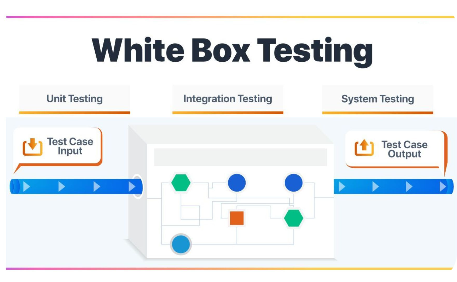 White Box Testing
Unit Testing
Integration Testing
System Testing
Test Case
Input
Test Case
Output